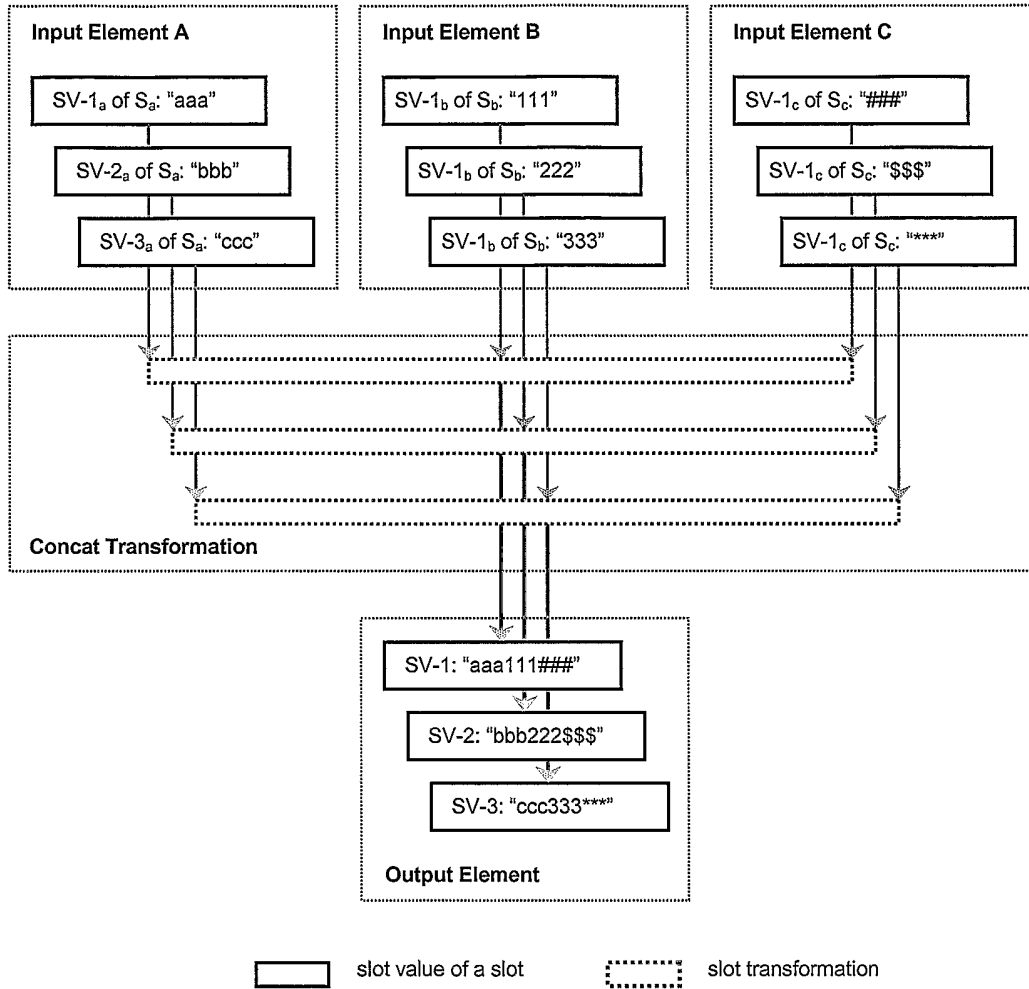 Input Element A
Input Element B
Input Element C
SV-1a of Sa: “aaa”
SV-1b of Sb: “111”
SV-1c of Sc: “###”
SV-2a of Sa: “bbb”
SV-1b of Sb: “222”
SV-1c of Sc: “$$$”
SV-3a of Sa: “ccc”
SV-1b of Sb: “333”
SV-1c of Sc: “***”
Concat Transformation
SV-1: “aaa111###”
SV-2: “bbb222$$$”
SV-3: “ccc333***”
Output Element
slot value of a slot
slot transformation